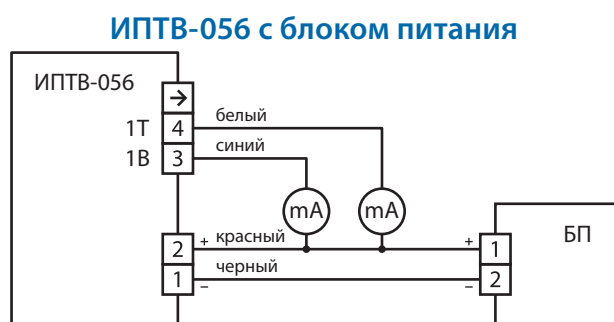 ИПТВ-056 с блоком питания
ИПТВ-056
→
1Т 4 белый
1В 3 синий
mA mA
2 + красный + 1 БП
1 − черный − 2